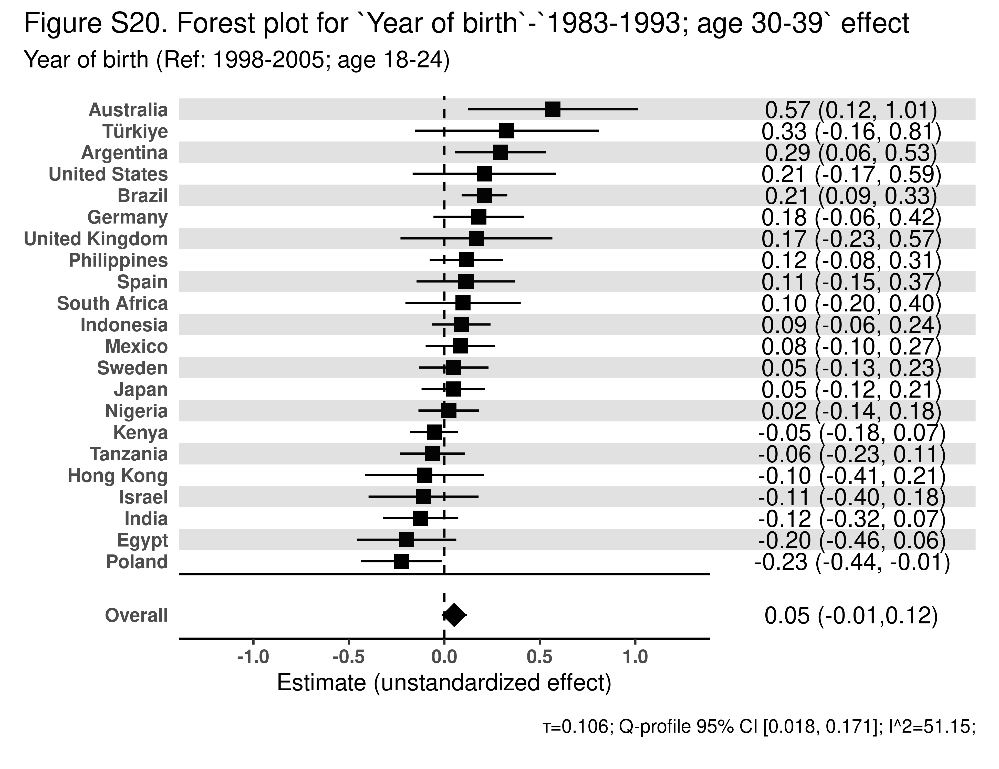 Figure S20. Forest plot for `Year of birth`-`1983-1993; age 30-39` effect
Year of birth (Ref: 1998-2005; age 18-24)
Australia 0.57 (0.12, 1.01)
Türkiye 0.33 (-0.16, 0.81)
Argentina 0.29 (0.06, 0.53)
United States 0.21 (-0.17, 0.59)
Brazil 0.21 (0.09, 0.33)
Germany 0.18 (-0.06, 0.42)
United Kingdom 0.17 (-0.23, 0.57)
Philippines 0.12 (-0.08, 0.31)
Spain 0.11 (-0.15, 0.37)
South Africa 0.10 (-0.20, 0.40)
Indonesia 0.09 (-0.06, 0.24)
Mexico 0.08 (-0.10, 0.27)
Sweden 0.05 (-0.13, 0.23)
Japan 0.05 (-0.12, 0.21)
Nigeria 0.02 (-0.14, 0.18)
Kenya -0.05 (-0.18, 0.07)
Tanzania -0.06 (-0.23, 0.11)
Hong Kong -0.10 (-0.41, 0.21)
Israel -0.11 (-0.40, 0.18)
India -0.12 (-0.32, 0.07)
Egypt -0.20 (-0.46, 0.06)
Poland -0.23 (-0.44, -0.01)
Overall 0.05 (-0.01,0.12)
-1.0 -0.5 0.0 0.5 1.0
Estimate (unstandardized effect)
τ=0.106; Q-profile 95% CI [0.018, 0.171]; I^2=51.15;